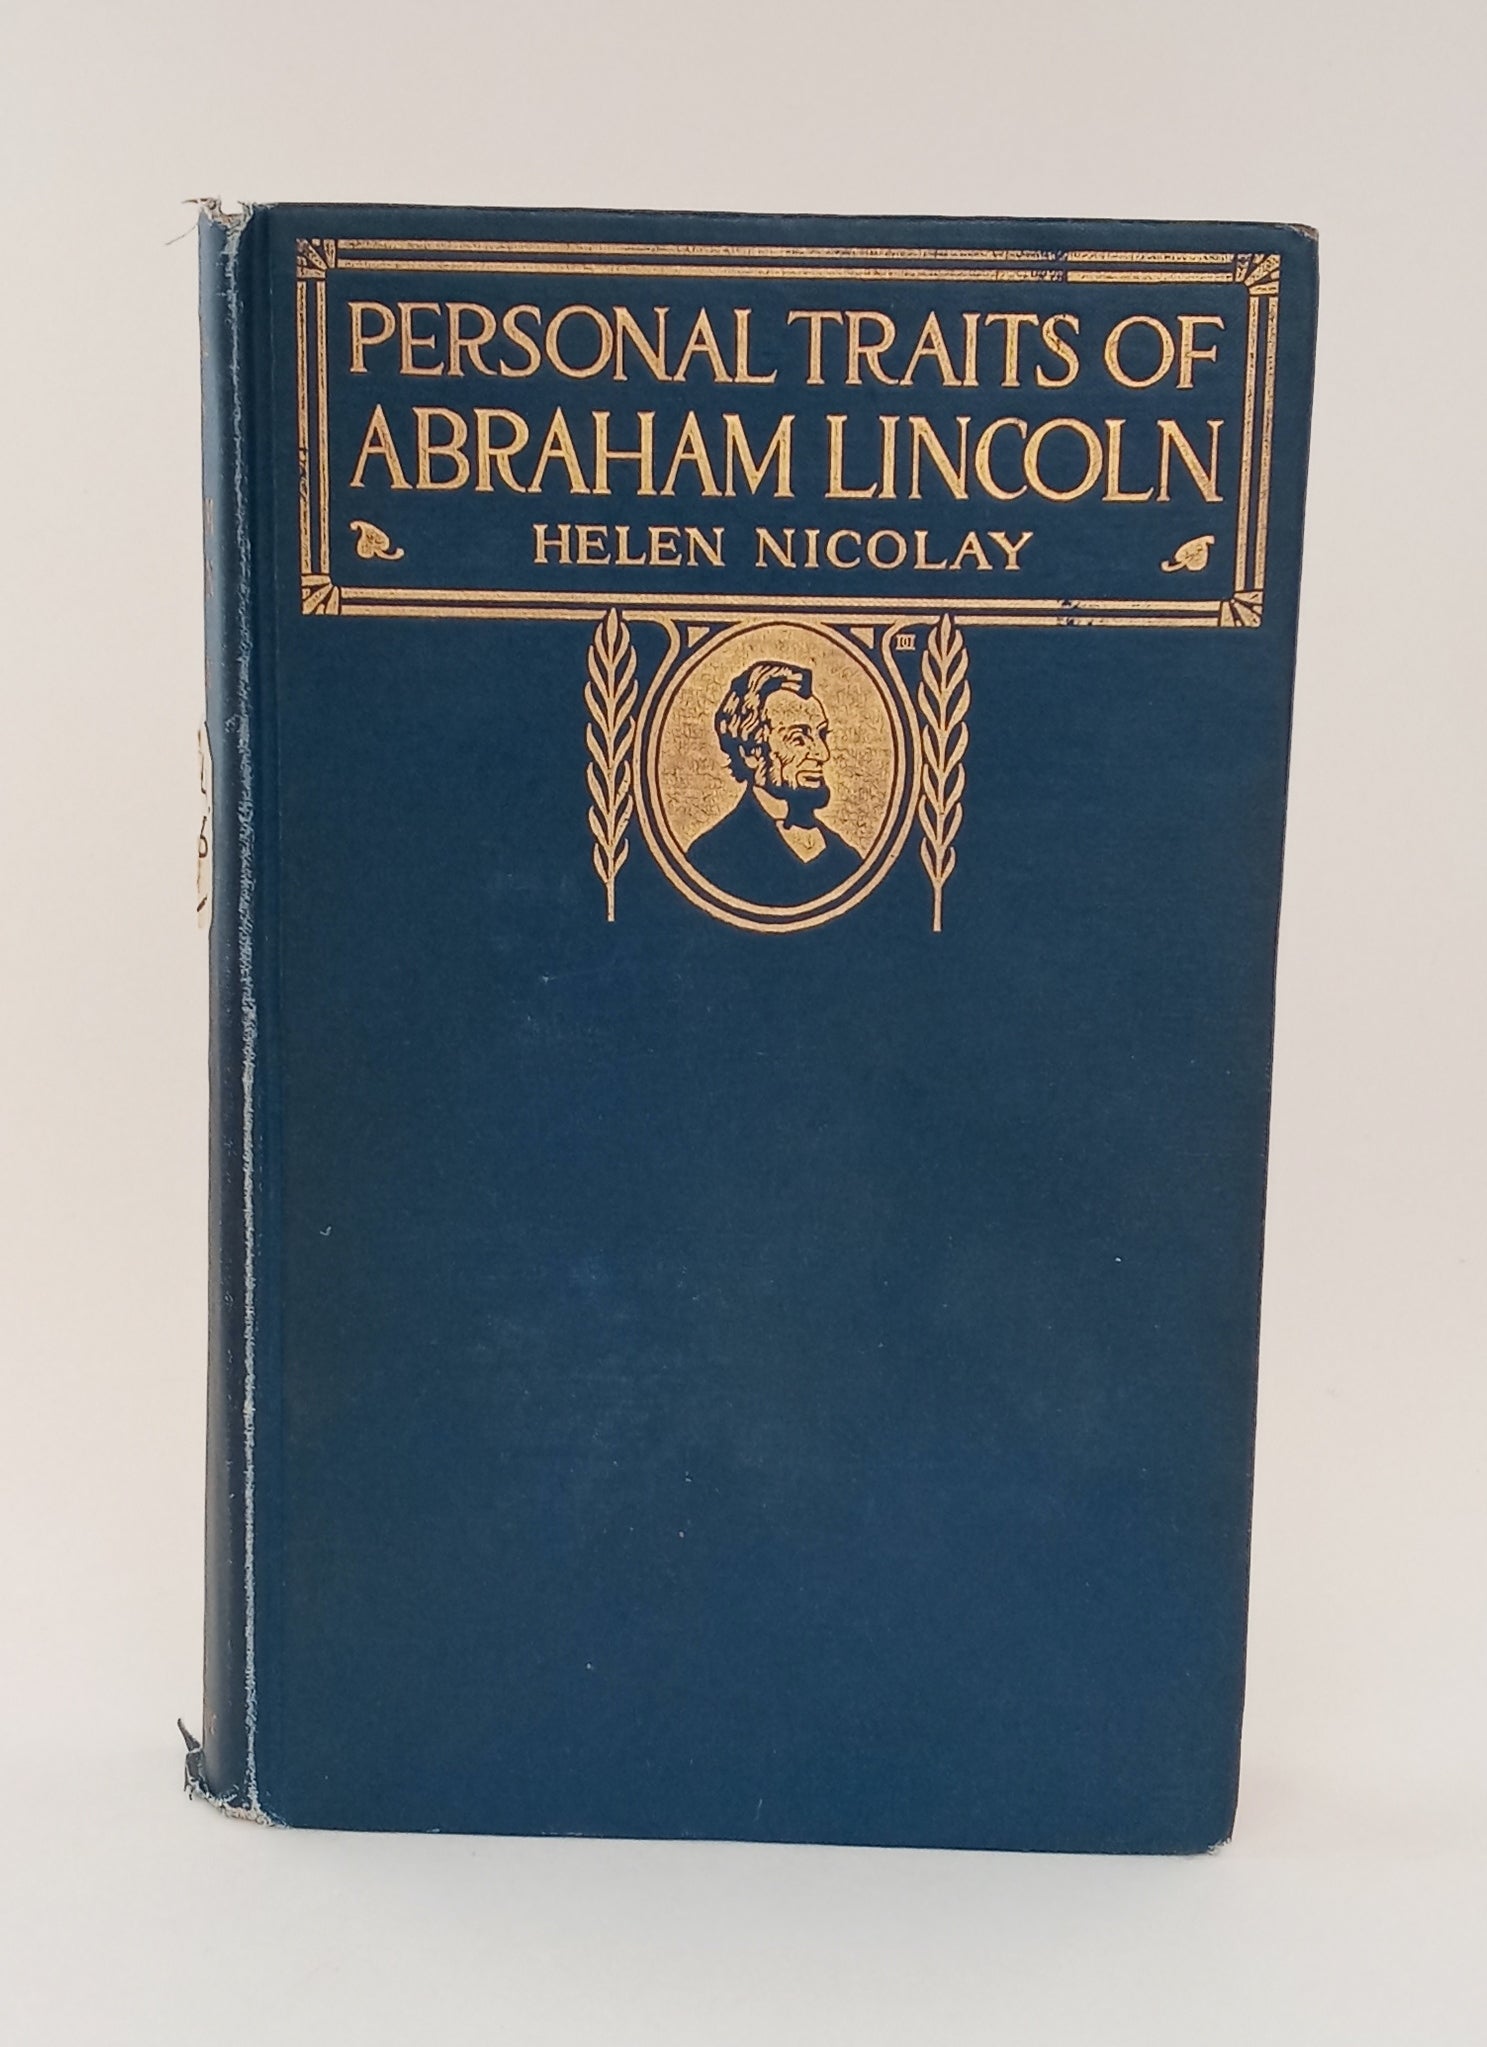 PERSONAL TRAITS OF
ABRAHAM LINCOLN
HELEN NICOLAY